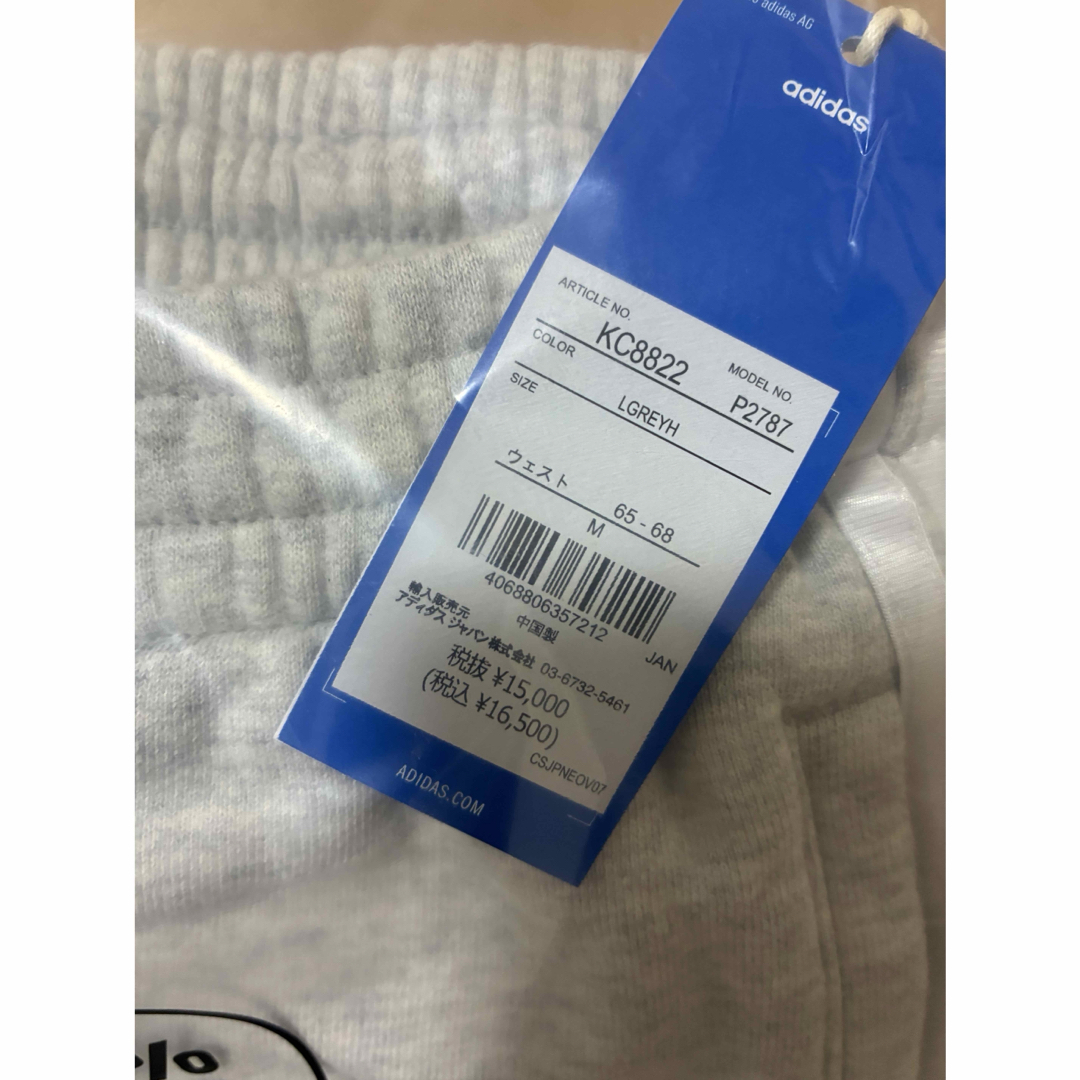 adidas AG
adidas
ARTICLE NO.
KC8822
MODEL NO.
P2787
COLOR
LGREYH
SIZE
ウェスト 65 - 68
M
4068806357212
JAN
中国製
輸入販売元
アディダス ジャパン株式会社 03-6732-5461
税抜 ¥15,000
(税込 ¥16,500)
CSJPNEOV07
ADIDAS.COM